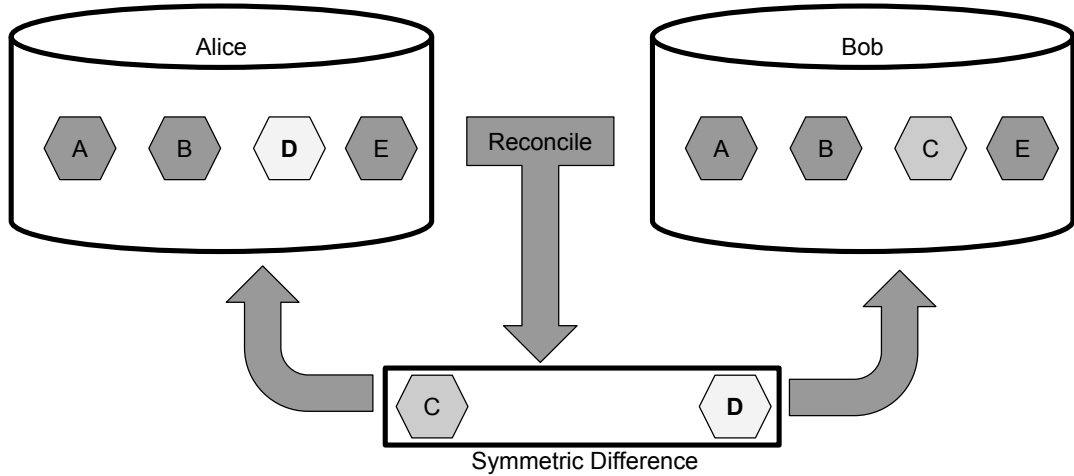 Alice
Bob
A B D E
Reconcile
A B C E
C D
Symmetric Difference